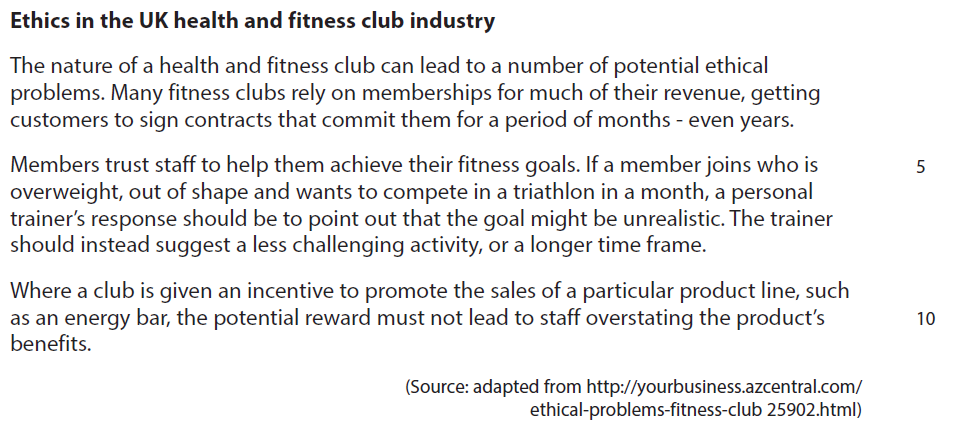 Ethics in the UK health and fitness club industry
The nature of a health and fitness club can lead to a number of potential ethical
problems. Many fitness clubs rely on memberships for much of their revenue, getting
customers to sign contracts that commit them for a period of months - even years.
Members trust staff to help them achieve their fitness goals. If a member joins who is 5
overweight, out of shape and wants to compete in a triathlon in a month, a personal
trainer’s response should be to point out that the goal might be unrealistic. The trainer
should instead suggest a less challenging activity, or a longer time frame.
Where a club is given an incentive to promote the sales of a particular product line, such
as an energy bar, the potential reward must not lead to staff overstating the product’s 10
benefits.
(Source: adapted from http://yourbusiness.azcentral.com/
ethical-problems-fitness-club 25902.html)